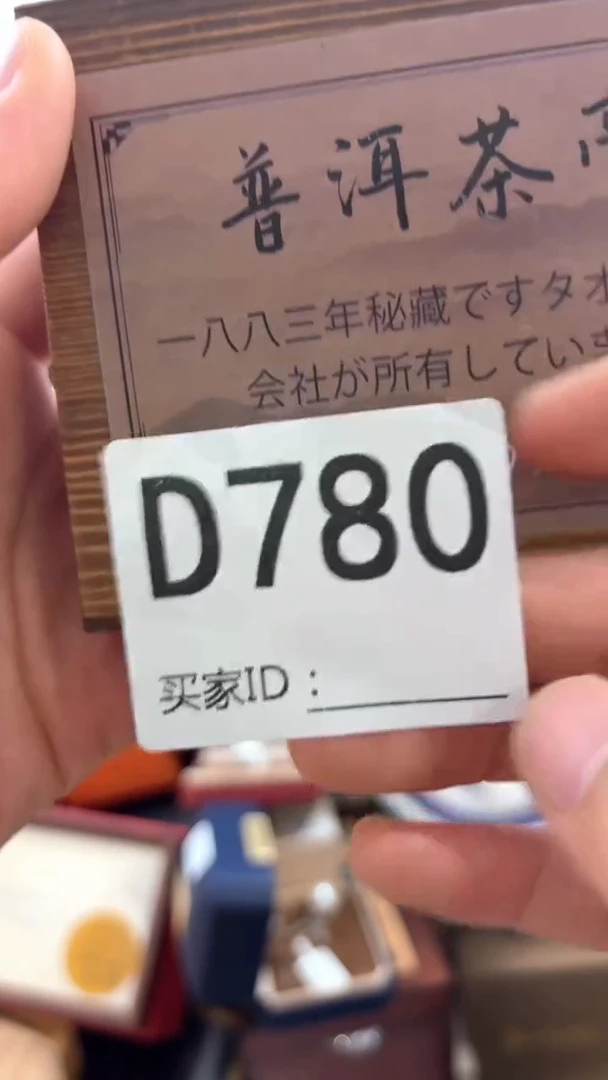 普洱茶
一八八三年秘藏ですタオ
会社が所有していま
D780
买家ID：